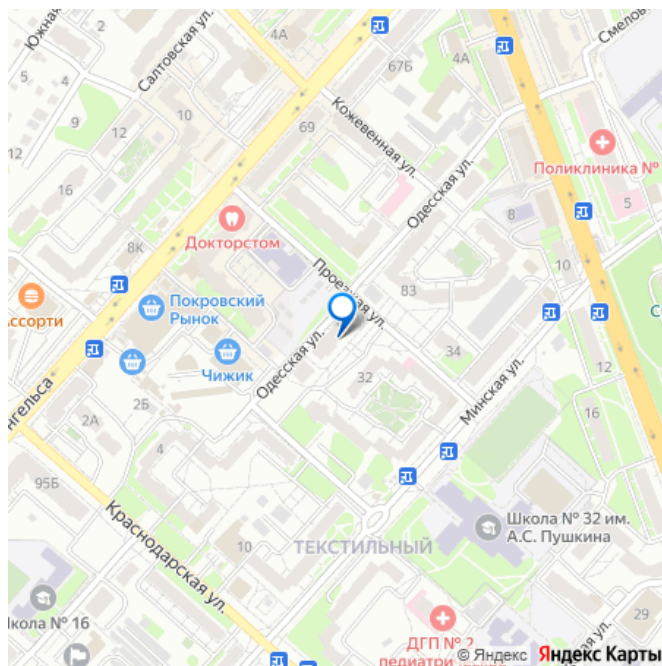 Южная
Салтовская ул.
4А
4А
4
67Б
Смелов
5
2
9
12
10
69
Кожевенная ул.
Поликлиника №
12
16
Одесская ул.
5
8К
Докторстом
8
10
Проезжая ул.
83
Ассорти
Покровский
Рынок
Чижик
Одесская ул.
34
32
Минская ул.
12
16
нгельса
2А
2Б
4
95Б
Краснодарская ул.
10
ТЕКСТИЛЬНЫЙ
Школа № 32 им.
А.С. Пушкина
кола № 16
ДГП № 2
29
ая ул.
© Яндекс Яндекс Карты